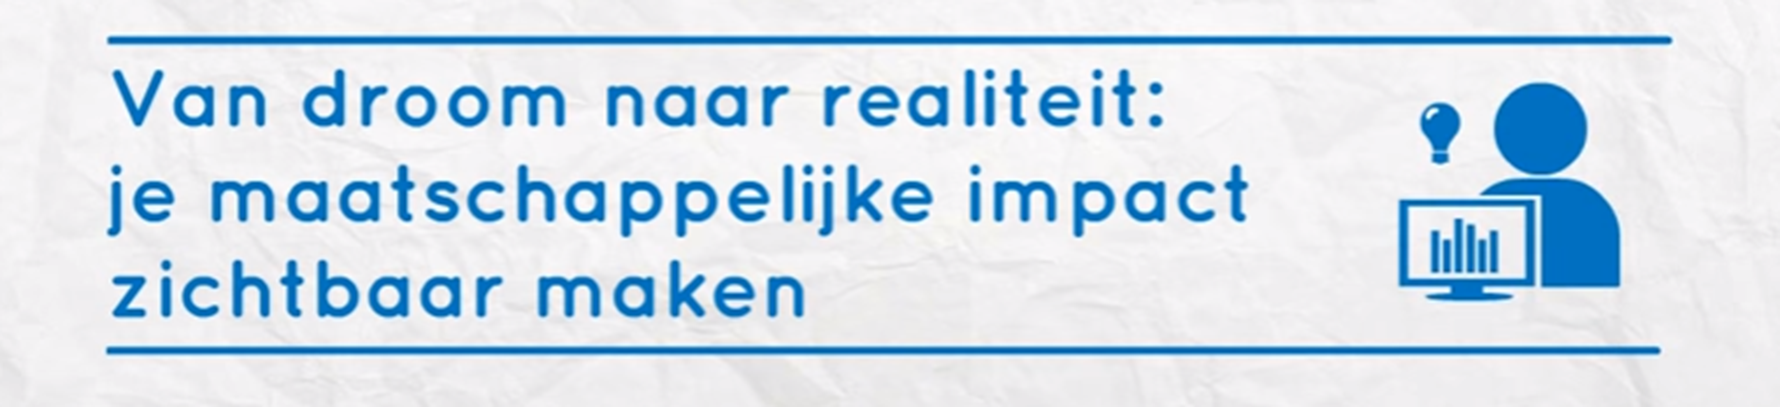 Van droom naar realiteit:
je maatschappelijke impact
zichtbaar maken